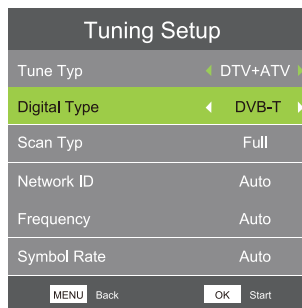 Tuning Setup
Tune Typ DTV+ATV
Digital Type DVB-T
Scan Typ Full
Network ID Auto
Frequency Auto
Symbol Rate Auto
MENU Back OK Start